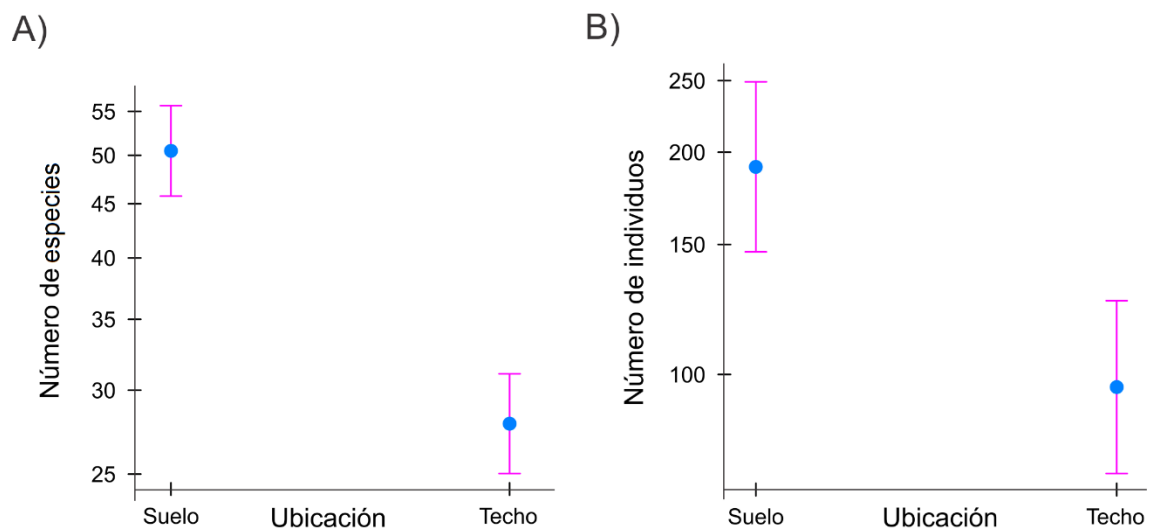 A)
Número de especies
55
50
45
40
35
30
25
Suelo
Ubicación
Techo
B)
Número de individuos
250
200
150
100
Suelo
Ubicación
Techo